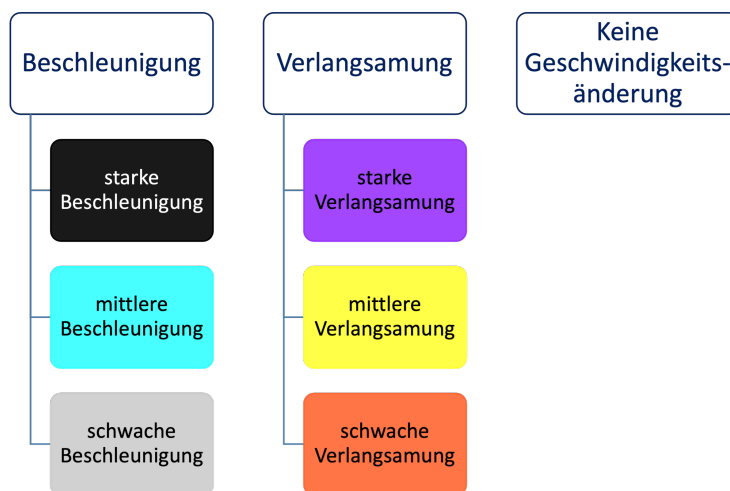 Beschleunigung
Verlangsamung
Keine
Geschwindigkeits-
änderung
starke
Beschleunigung
starke
Verlangsamung
mittlere
Beschleunigung
mittlere
Verlangsamung
schwache
Beschleunigung
schwache
Verlangsamung